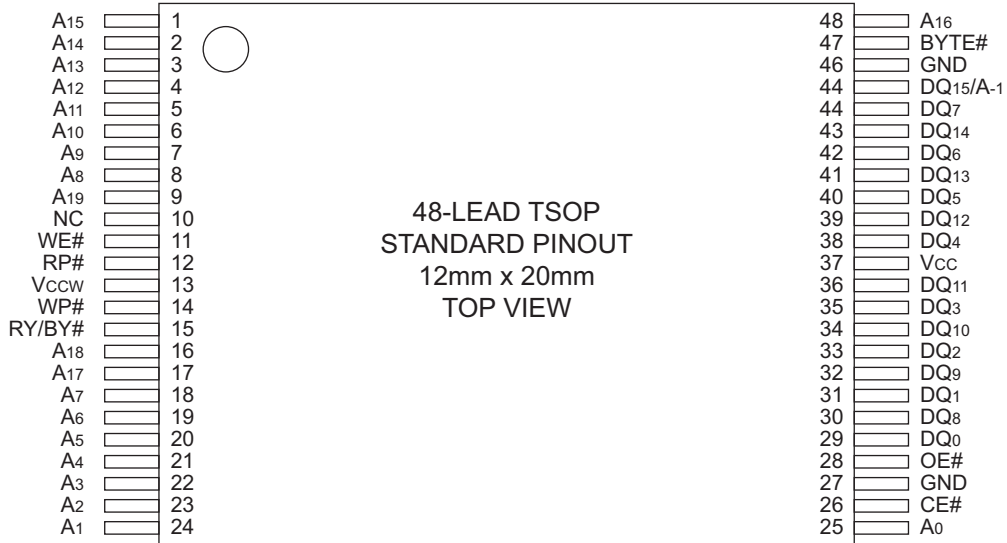 A15 1 48 A16
A14 2 47 BYTE#
A13 3 46 GND
A12 4 44 DQ15/A-1
A11 5 44 DQ7
A10 6 43 DQ14
A9 7 42 DQ6
A8 8 41 DQ13
A19 9 40 DQ5
NC 10 39 DQ12
WE# 11 38 DQ4
RP# 12 37 VCC
VCCW 13 36 DQ11
WP# 14 35 DQ3
RY/BY# 15 34 DQ10
A18 16 33 DQ2
A17 17 32 DQ9
A7 18 31 DQ1
A6 19 30 DQ8
A5 20 29 DQ0
A4 21 28 OE#
A3 22 27 GND
A2 23 26 CE#
A1 24 25 A0
48-LEAD TSOP
STANDARD PINOUT
12mm x 20mm
TOP VIEW